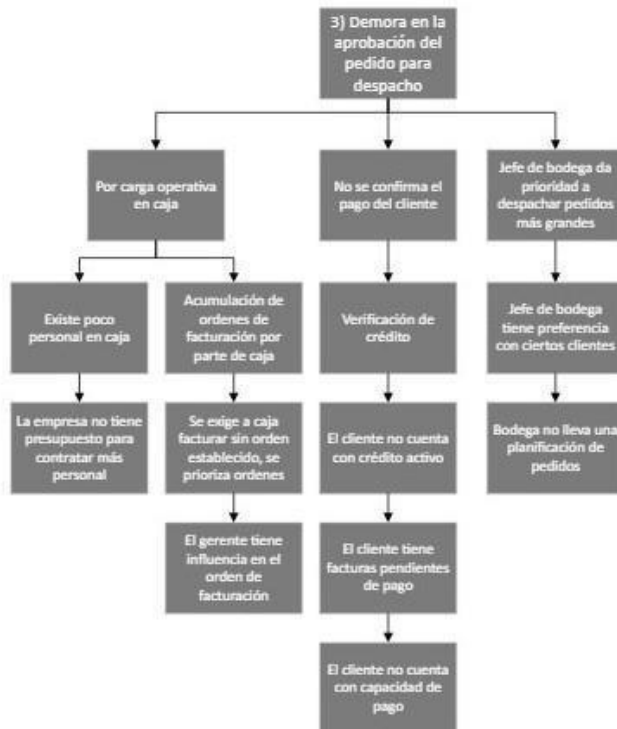 3) Demora en la
aprobación del
pedido para
despacho
Por carga operativa
en caja
No se confirma el
pago del cliente
Jefe de bodega da
prioridad a
despachar pedidos
más grandes
Existe poco
personal en caja
Acumulación de
ordenes de
facturación por
parte de caja
Verificación de
crédito
Jefe de bodega
tiene preferencia
con ciertos clientes
La empresa no tiene
presupuesto para
contratar más
personal
Se exige a caja
facturar sin orden
establecido, se
prioriza ordenes
El cliente no cuenta
con crédito activo
Bodega no lleva una
planificación de
pedidos
El gerente tiene
influencia en el
orden de
facturación
El cliente tiene
facturas pendientes
de pago
El cliente no cuenta
con capacidad de
pago